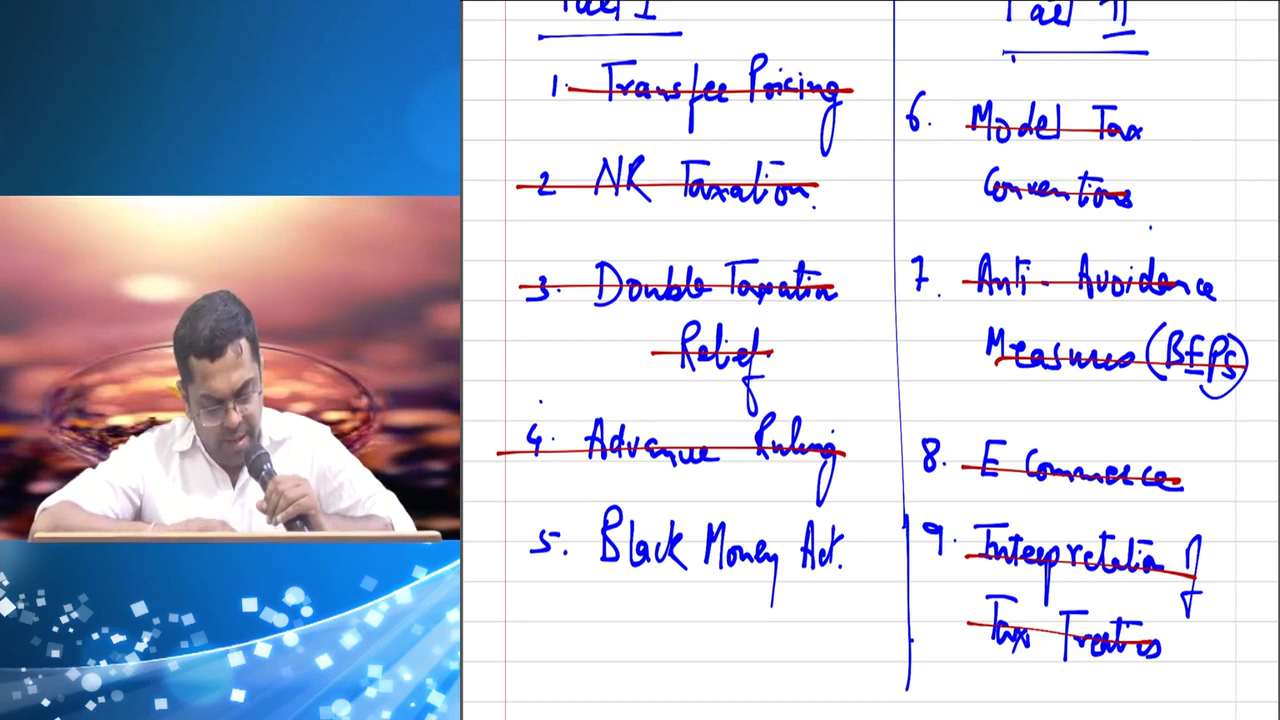 Part I
1. Transfer Pricing
2 NR Taxation.
3. Double Taxation
Relief
4. Advance Ruling
5. Black Money Act.
Part II
6. Model Tax
Conventions
7. Anti - Avoidance
Measures (BEPS)
8. E Commerce
9. Interpretation of
Tax Treaties